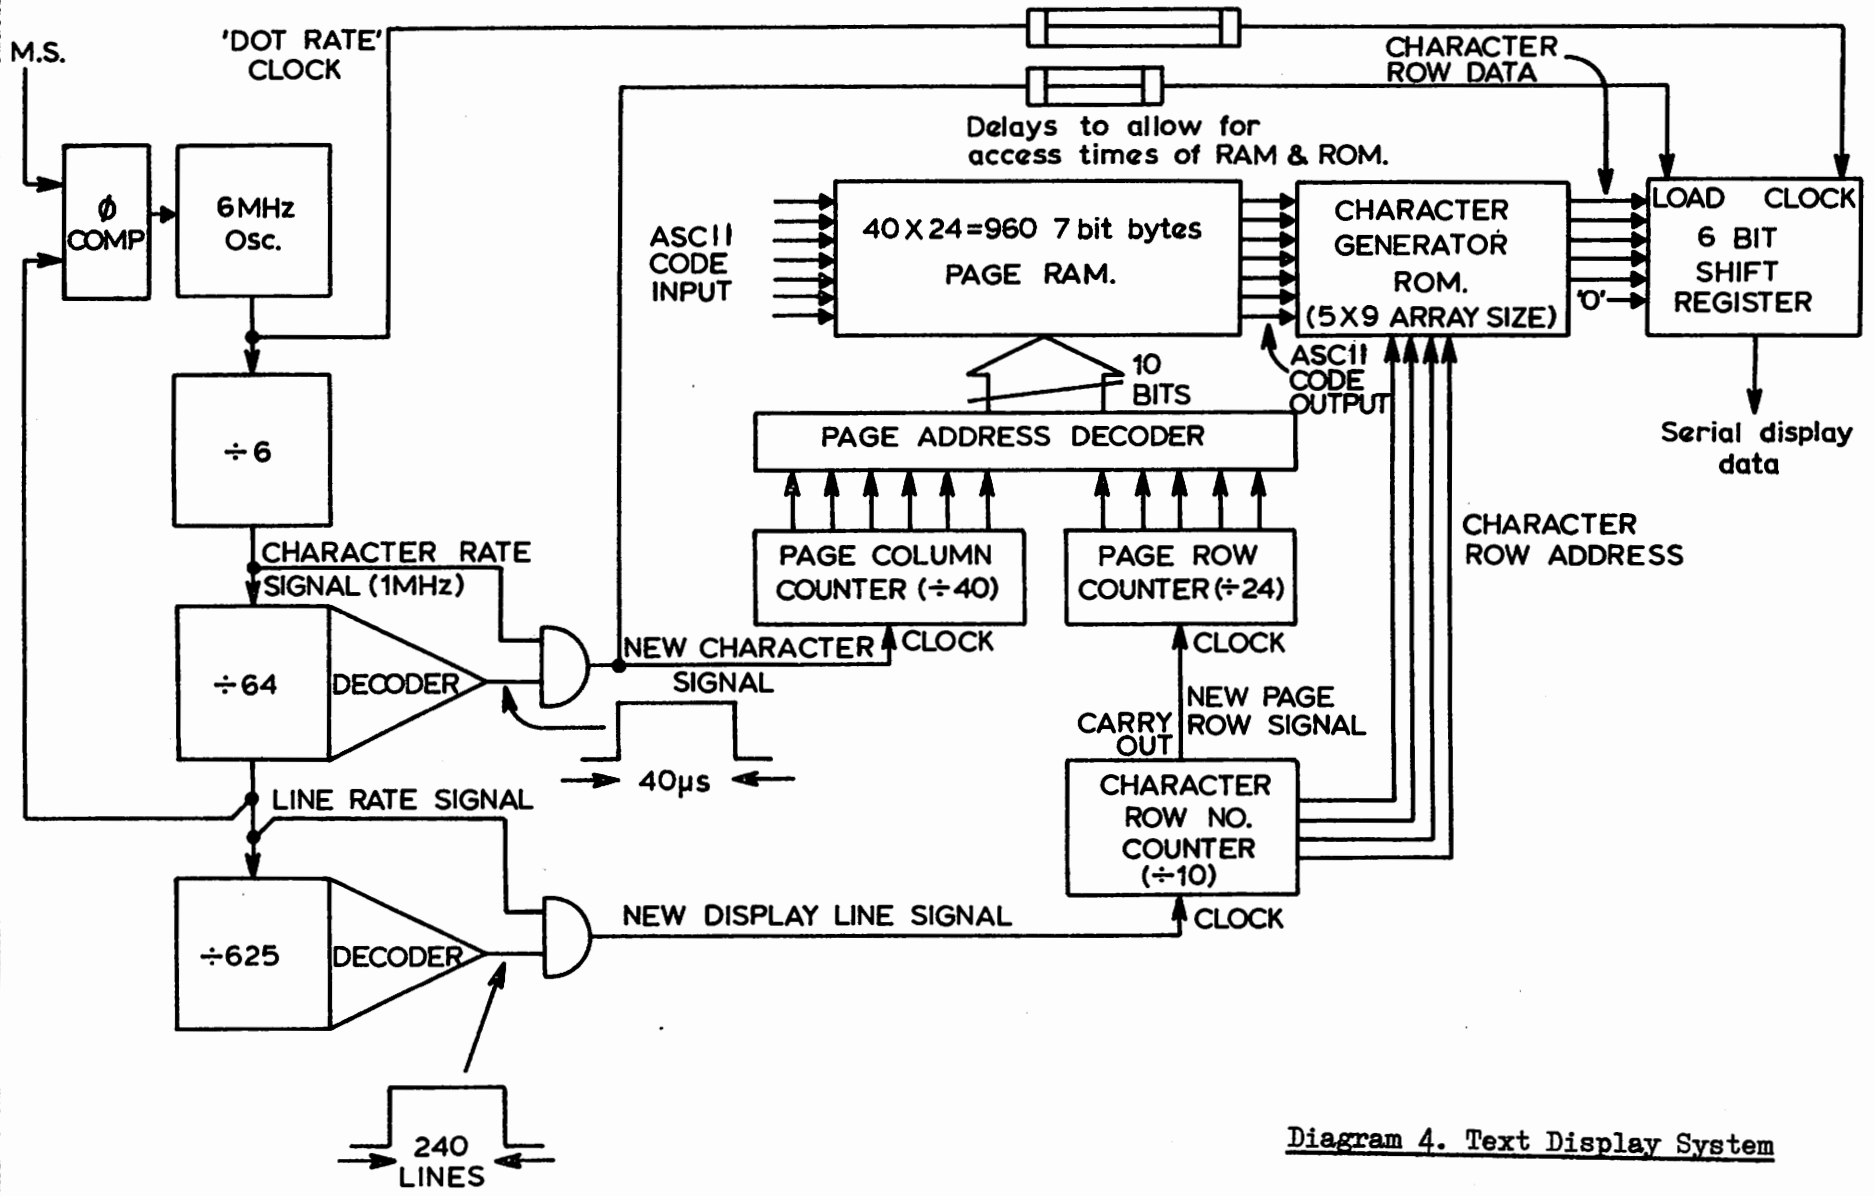 M.S.
'DOT RATE'
CLOCK
CHARACTER
ROW DATA
Delays to allow for
access times of RAM & ROM.
Ø
COMP
6MHz
Osc.
ASCII
CODE
INPUT
40X24=960 7 bit bytes
PAGE RAM.
CHARACTER
GENERATOR
ROM.
(5X9 ARRAY SIZE)
'0'
LOAD CLOCK
6 BIT
SHIFT
REGISTER
10
BITS
ASCII
CODE
OUTPUT
÷6
PAGE ADDRESS DECODER
Serial display
data
CHARACTER RATE
SIGNAL (1MHz)
PAGE COLUMN
COUNTER (÷40)
PAGE ROW
COUNTER (÷24)
CHARACTER
ROW ADDRESS
÷64
DECODER
NEW CHARACTER
SIGNAL
CLOCK
CLOCK
NEW PAGE
ROW SIGNAL
CARRY
OUT
40µs
LINE RATE SIGNAL
CHARACTER
ROW NO.
COUNTER
(÷10)
÷625
DECODER
NEW DISPLAY LINE SIGNAL
CLOCK
240
LINES
Diagram 4. Text Display System